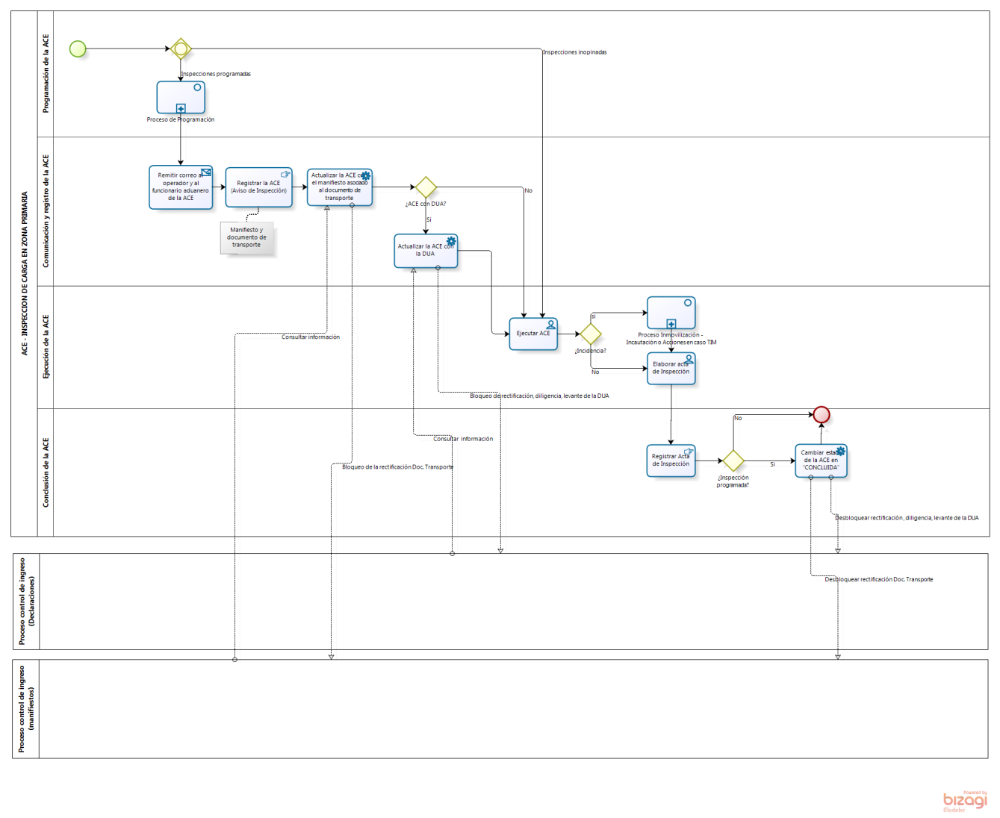 ACE - INSPECCION DE CARGA EN ZONA PRIMARIA
Programación de la ACE
Inspecciones inopinadas
Inspecciones programadas
Proceso de Programación
Comunicación y registro de la ACE
Remitir correo al
operador y al
funcionario aduanero
de la ACE
Registrar la ACE
(Aviso de Inspección)
Manifiesto y
documento de
transporte
Actualizar la ACE con
el manifiesto asociado
al documento de
transporte
¿ACE con DUA?
No
Si
Actualizar la ACE con
la DUA
Ejecución de la ACE
Consultar información
Ejecutar ACE
¿Incidencia?
si
No
Proceso Inmovilización -
Incautación o Acciones en caso TIM
Elaborar acta
de Inspección
Bloqueo de rectificación, diligencia, levante de la DUA
Conclusión de la ACE
Consultar información
Bloqueo de la rectificación Doc. Transporte
Registrar Acta
de Inspección
¿Inspección
programada?
No
Si
Cambiar estado
de la ACE en
"CONCLUIDA"
Desbloquear rectificación, diligencia, levante de la DUA
Proceso control de ingreso
(Declaraciones)
Desbloquear rectificación Doc. Transporte
Proceso control de ingreso
(manifiestos)
Powered by
bizagi
Modeler